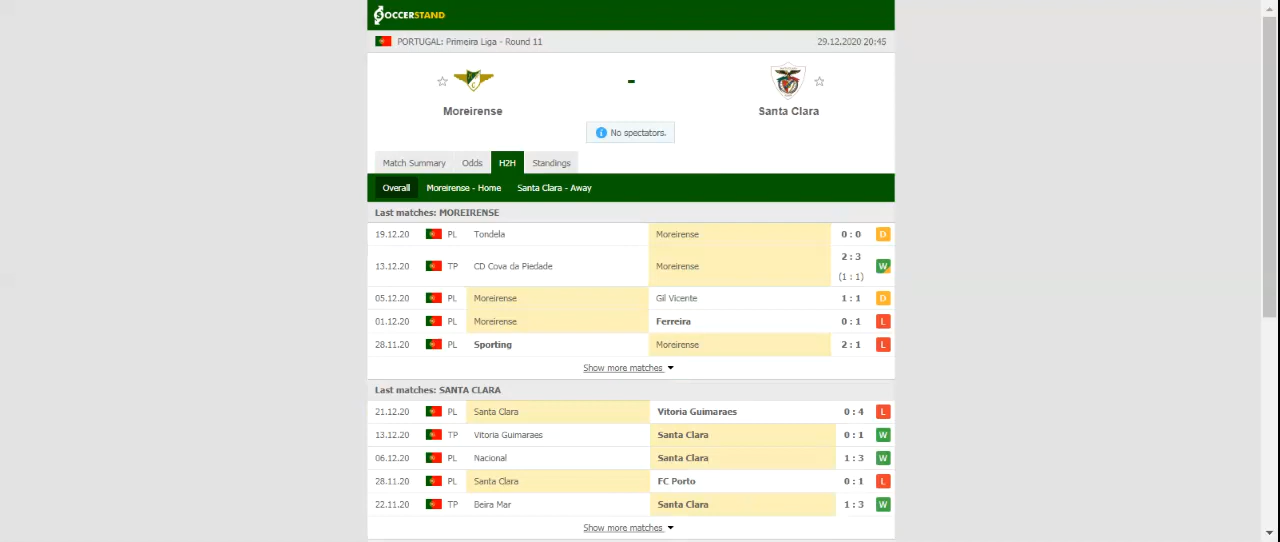 SOCCERSTAND
PORTUGAL: Primeira Liga - Round 11 29.12.2020 20:45
-
Moreirense Santa Clara
No spectators.
Match Summary Odds H2H Standings
Overall Moreirense - Home Santa Clara - Away
Last matches: MOREIRENSE
19.12.20 PL Tondela Moreirense 0 : 0 D
13.12.20 TP CD Cova da Piedade Moreirense 2 : 3 (1 : 1) W
05.12.20 PL Moreirense Gil Vicente 1 : 1 D
01.12.20 PL Moreirense Ferreira 0 : 1 L
28.11.20 PL Sporting Moreirense 2 : 1 L
Show more matches
Last matches: SANTA CLARA
21.12.20 PL Santa Clara Vitoria Guimaraes 0 : 4 L
13.12.20 TP Vitoria Guimaraes Santa Clara 0 : 1 W
06.12.20 PL Nacional Santa Clara 1 : 3 W
28.11.20 PL Santa Clara FC Porto 0 : 1 L
22.11.20 TP Beira Mar Santa Clara 1 : 3 W
Show more matches